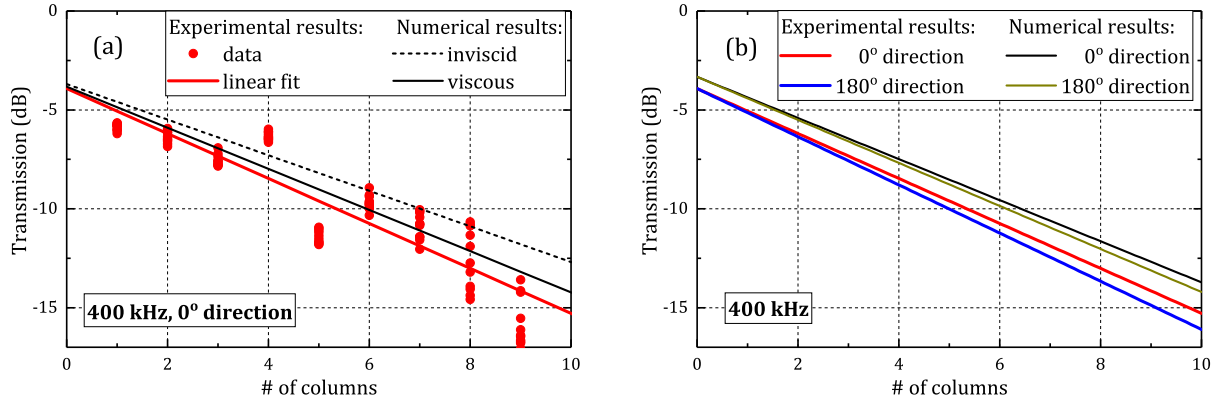 (a)
Experimental results: Numerical results:
data inviscid
linear fit viscous
0
-5
-10
-15
Transmission (dB)
400 kHz, 0° direction
0 2 4 6 8 10
# of columns
(b)
Experimental results: Numerical results:
0° direction 0° direction
180° direction 180° direction
0
-5
-10
-15
Transmission (dB)
400 kHz
0 2 4 6 8 10
# of columns